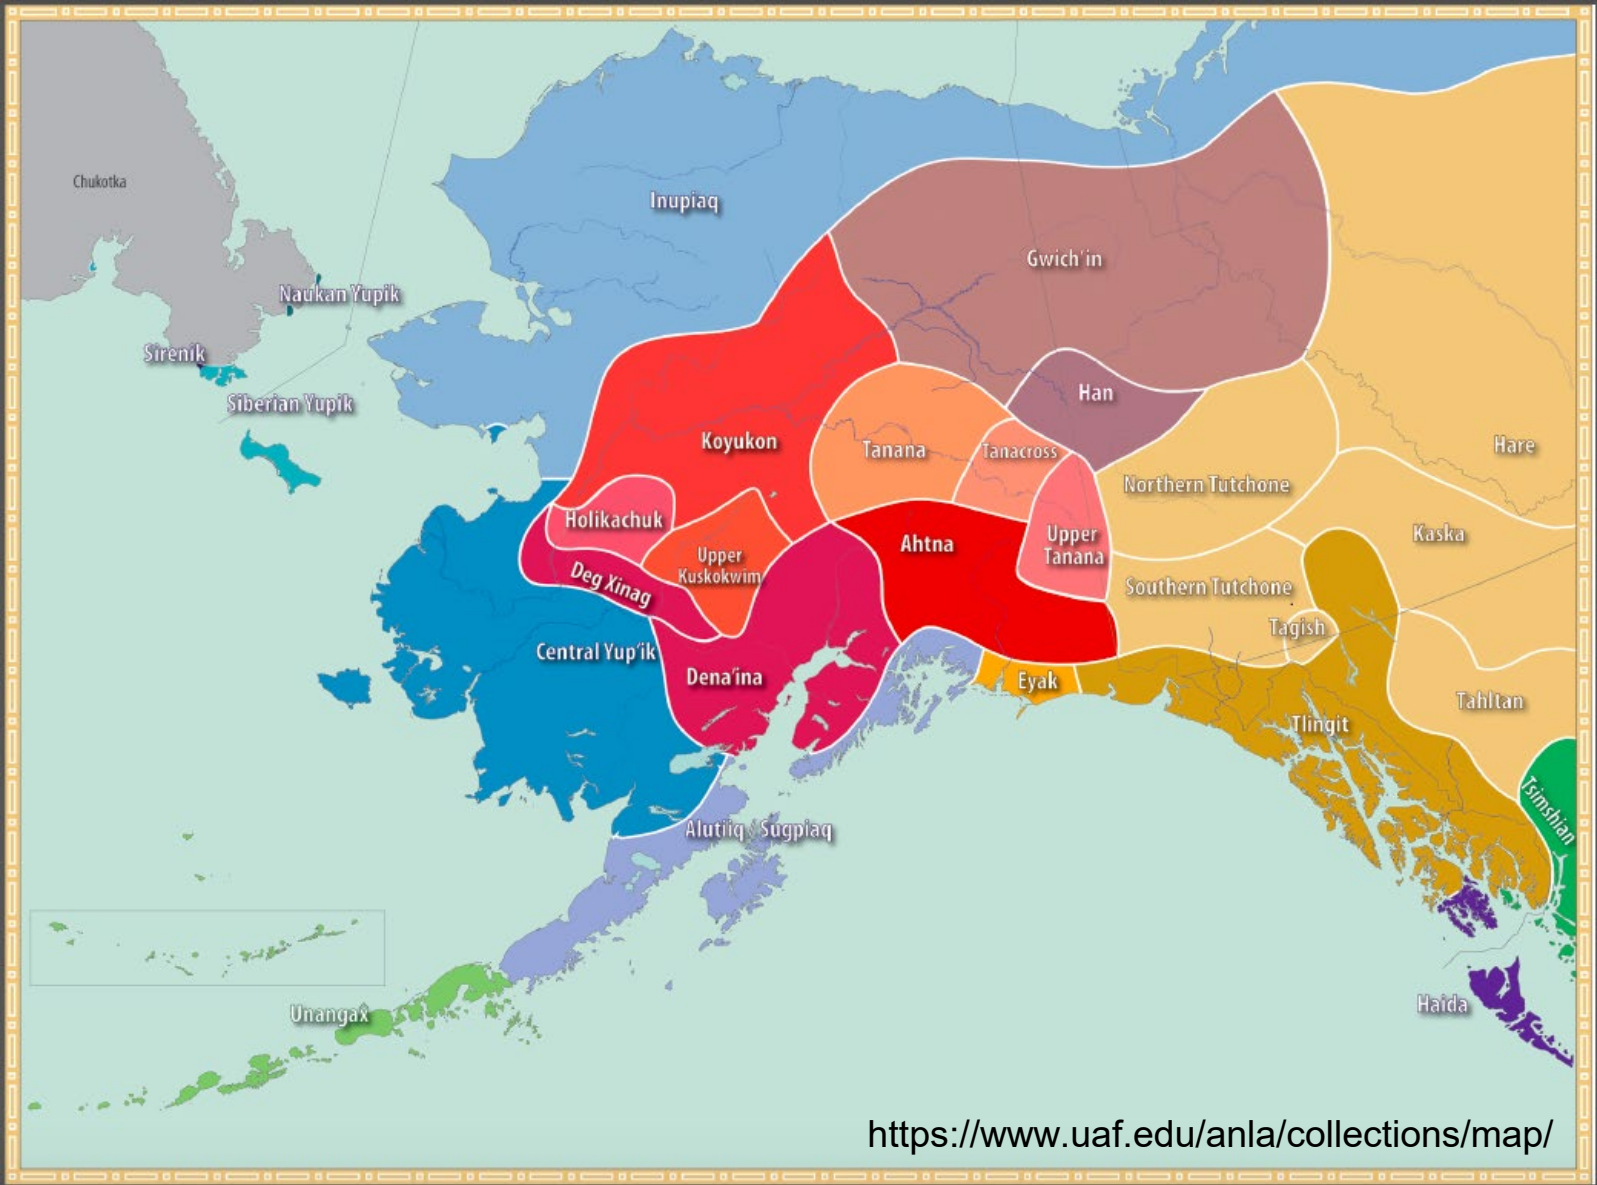 Chukotka
Inupiaq
Gwich'in
Naukan Yupik
Sirenik
Siberian Yupik
Han
Koyukon
Tanana
Tanacross
Hare
Northern Tutchone
Holikachuk
Ahtna
Upper
Tanana
Kaska
Upper
Kuskokwim
Deg Xinag
Southern Tutchone
Tagish
Central Yup'ik
Dena'ina
Eyak
Tahltan
Tlingit
Tsimshian
Alutiiq / Sugpiaq
Unangax̂
Haida
https://www.uaf.edu/anla/collections/map/